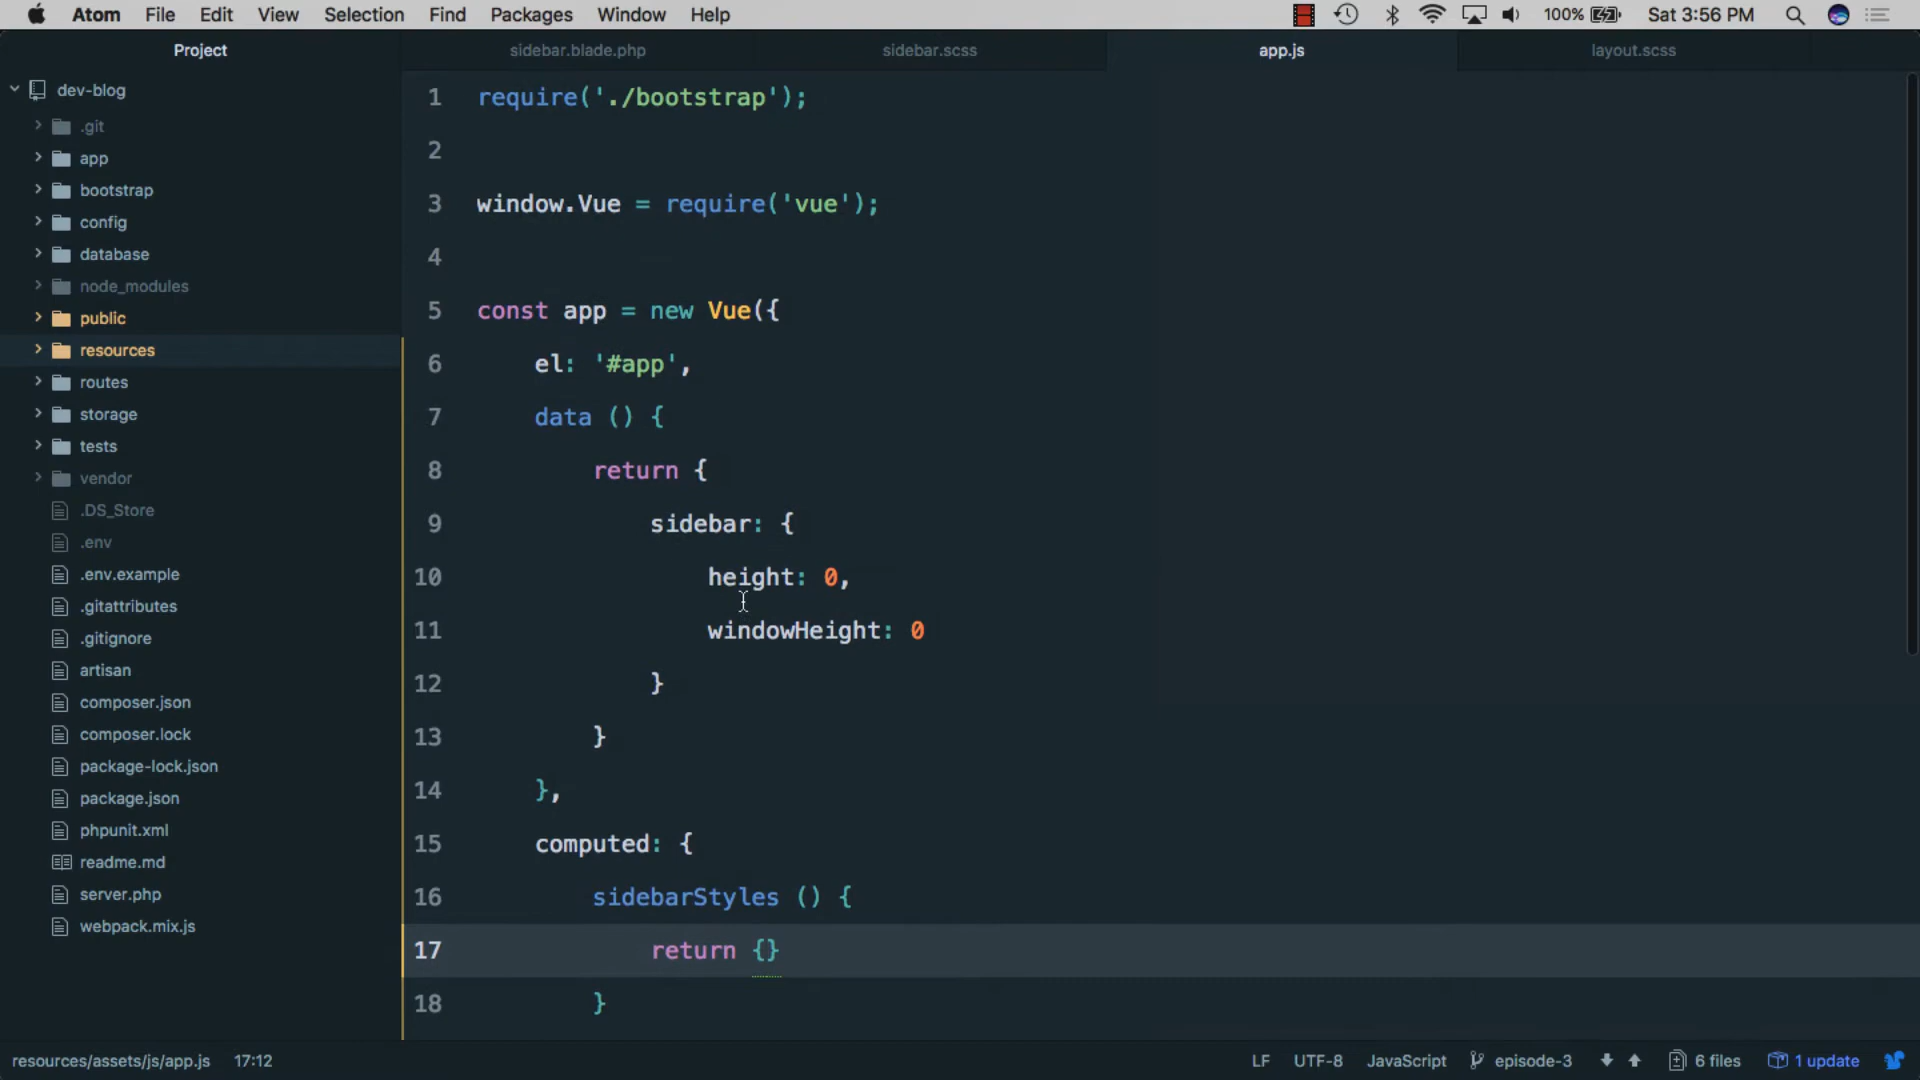 Atom File Edit View Selection Find Packages Window Help 100% Sat 3:56 PM
Project sidebar.blade.php sidebar.scss app.js layout.scss
dev-blog
.git
app
bootstrap
config
database
node_modules
public
resources
routes
storage
tests
vendor
.DS_Store
.env
.env.example
.gitattributes
.gitignore
artisan
composer.json
composer.lock
package-lock.json
package.json
phpunit.xml
readme.md
server.php
webpack.mix.js
1 require('./bootstrap');
2
3 window.Vue = require('vue');
4
5 const app = new Vue({
6 el: '#app',
7 data () {
8 return {
9 sidebar: {
10 height: 0,
11 windowHeight: 0
12 }
13 }
14 },
15 computed: {
16 sidebarStyles () {
17 return {}
18 }
resources/assets/js/app.js 17:12 LF UTF-8 JavaScript episode-3 6 files 1 update